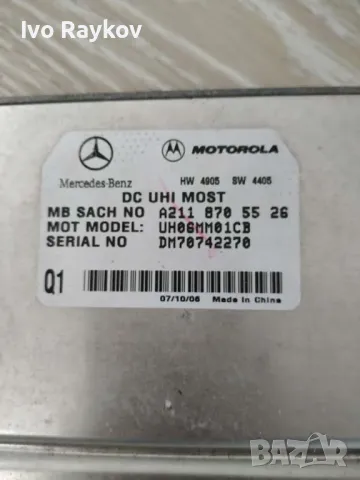 Ivo Raykov
MOTOROLA
Mercedes-Benz
HW 4905 SW 4405
DC UHI MOST
MB SACH NO A211 870 55 26
MOT MODEL: UH06MM01CB
SERIAL NO DM70742270
Q1
07/10/06 Made in China
BAZAR